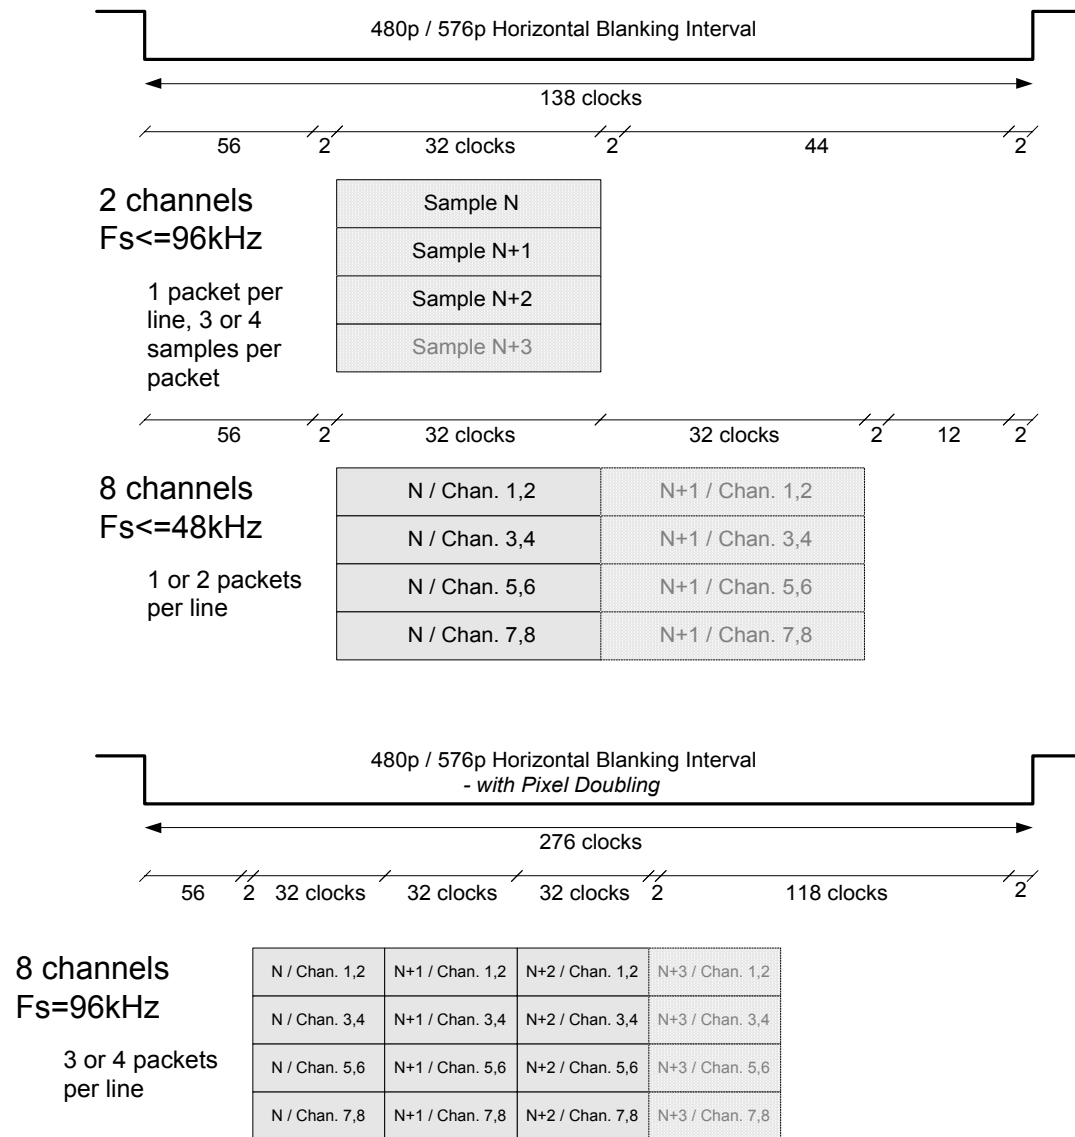 480p / 576p Horizontal Blanking Interval
138 clocks
56 2 32 clocks 2 44 2
2 channels
Fs<=96kHz
1 packet per
line, 3 or 4
samples per
packet
Sample N
Sample N+1
Sample N+2
Sample N+3
56 2 32 clocks 32 clocks 2 12 2
8 channels
Fs<=48kHz
1 or 2 packets
per line
N / Chan. 1,2 N+1 / Chan. 1,2
N / Chan. 3,4 N+1 / Chan. 3,4
N / Chan. 5,6 N+1 / Chan. 5,6
N / Chan. 7,8 N+1 / Chan. 7,8
480p / 576p Horizontal Blanking Interval
- with Pixel Doubling
276 clocks
56 2 32 clocks 32 clocks 32 clocks 2 118 clocks 2
8 channels
Fs=96kHz
3 or 4 packets
per line
N / Chan. 1,2 N+1 / Chan. 1,2 N+2 / Chan. 1,2 N+3 / Chan. 1,2
N / Chan. 3,4 N+1 / Chan. 3,4 N+2 / Chan. 3,4 N+3 / Chan. 3,4
N / Chan. 5,6 N+1 / Chan. 5,6 N+2 / Chan. 5,6 N+3 / Chan. 5,6
N / Chan. 7,8 N+1 / Chan. 7,8 N+2 / Chan. 7,8 N+3 / Chan. 7,8